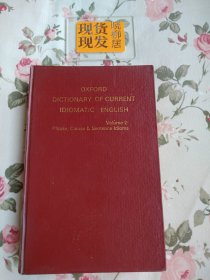 现货
现发
OXFORD
DICTIONARY OF CURRENT
IDIOMATIC ENGLISH
Volume 2:
Phrase, Clause & Sentence Idioms